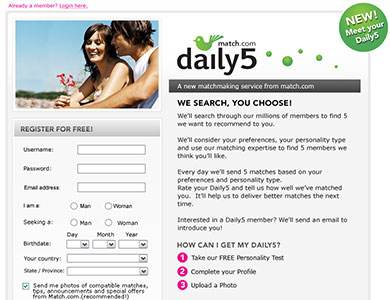 Already a member? Login here.
NEW!
Meet your
Daily5
match.com
daily5
A new matchmaking service from match.com
WE SEARCH, YOU CHOOSE!
We'll search through our millions of members to find 5
we want to recommend to you.
We'll consider your preferences, your personality type
and use our matching expertise to find 5 members we
think you'll like.
Every day we'll send 5 matches based on your
preferences and personality type.
Rate your Daily5 and tell us how well we've matched
you. It'll help us to deliver better matches the next
time.
Interested in a Daily5 member? We'll send an email to
introduce you!
HOW CAN I GET MY DAILY5?
1 Take our FREE Personality Test
2 Complete your Profile
3 Upload a Photo
REGISTER FOR FREE!
Username:
Password:
Email address:
I am a: Man Woman
Seeking a: Man Woman
Day Month Year
Birthdate:
Your country:
State / Province:
Send me photos of compatible matches,
tips, announcements and special offers
from Match.com.(recommended!)